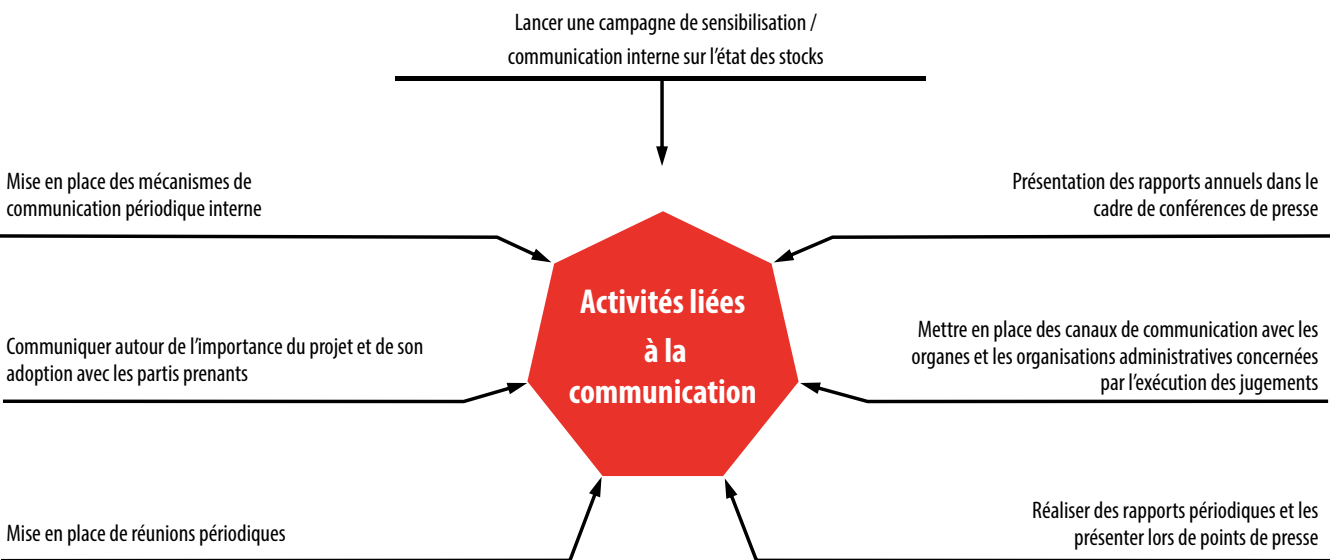 Lancer une campagne de sensibilisation /
communication interne sur l'état des stocks
Mise en place des mécanismes de
communication périodique interne
Présentation des rapports annuels dans le
cadre de conférences de presse
Activités liées
à la
communication
Communiquer autour de l'importance du projet et de son
adoption avec les partis prenants
Mettre en place des canaux de communication avec les
organes et les organisations administratives concernées
par l'exécution des jugements
Mise en place de réunions périodiques
Réaliser des rapports périodiques et les
présenter lors de points de presse